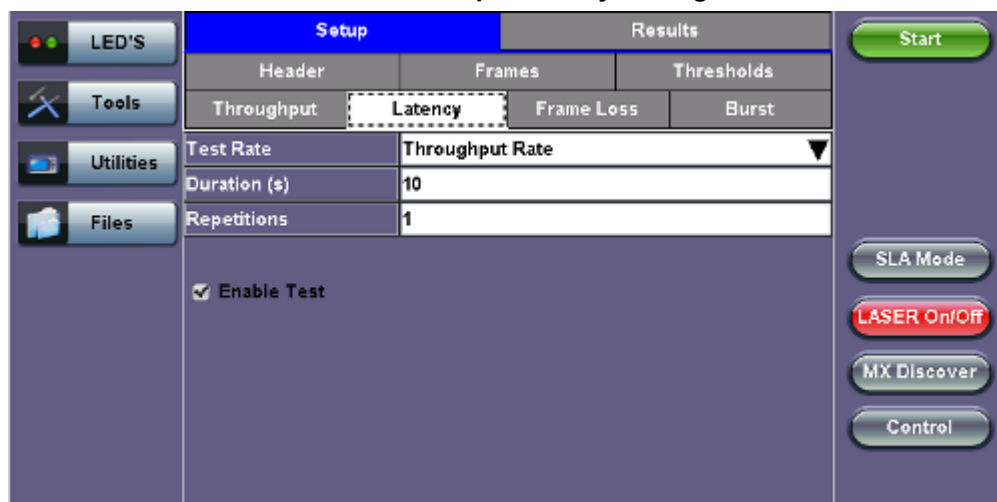 LED'S
Tools
Utilities
Files
Setup Results
Header Frames Thresholds
Throughput Latency Frame Loss Burst
Test Rate Throughput Rate
Duration (s) 10
Repetitions 1
Enable Test
Start
SLA Mode
LASER On/Off
MX Discover
Control